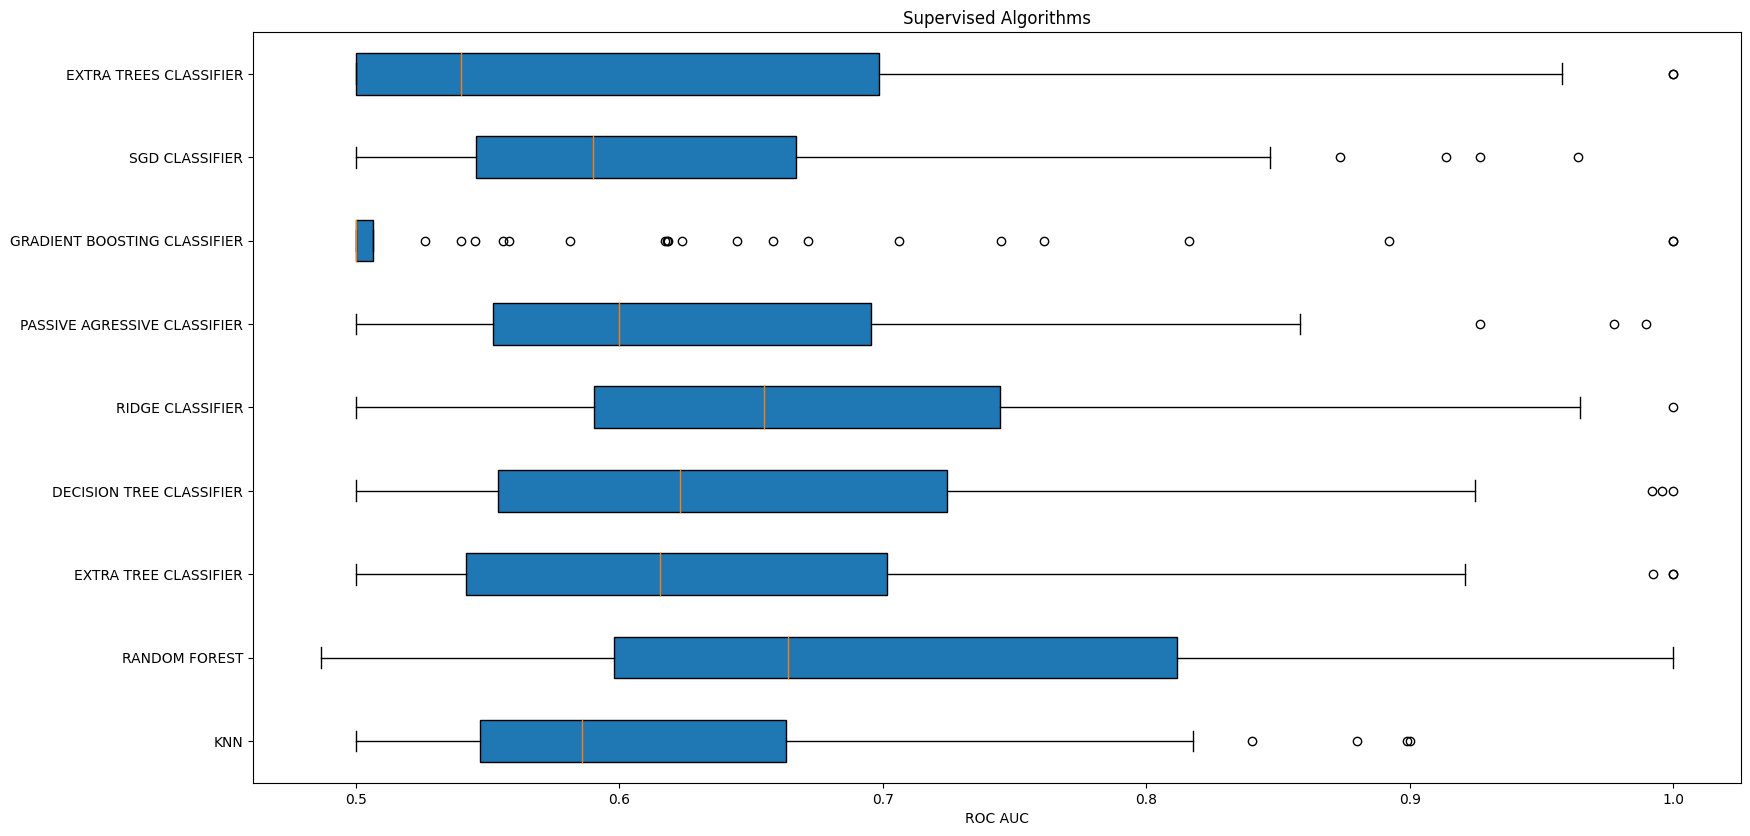 Supervised Algorithms
EXTRA TREES CLASSIFIER
SGD CLASSIFIER
GRADIENT BOOSTING CLASSIFIER
PASSIVE AGRESSIVE CLASSIFIER
RIDGE CLASSIFIER
DECISION TREE CLASSIFIER
EXTRA TREE CLASSIFIER
RANDOM FOREST
KNN
0.5 0.6 0.7 0.8 0.9 1.0
ROC AUC